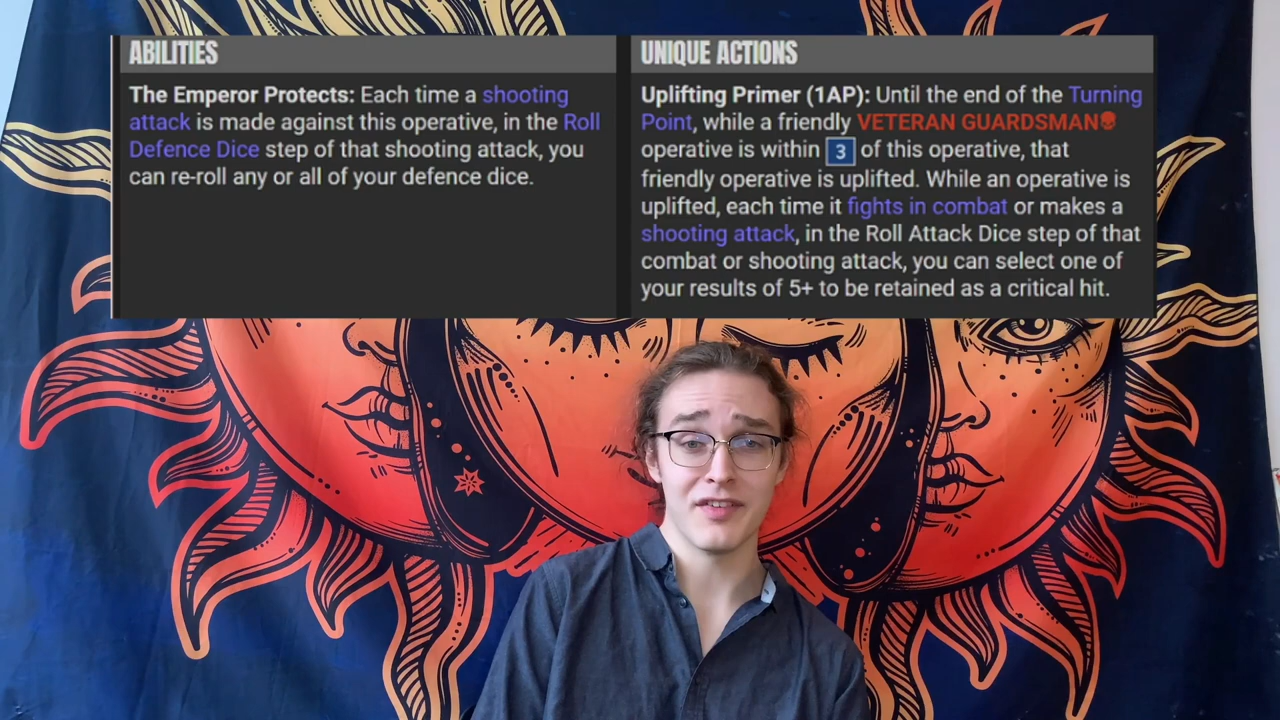 ABILITIES
The Emperor Protects: Each time a shooting
attack is made against this operative, in the Roll
Defence Dice step of that shooting attack, you
can re-roll any or all of your defence dice.
UNIQUE ACTIONS
Uplifting Primer (1AP): Until the end of the Turning
Point, while a friendly VETERAN GUARDSMAN
operative is within 3 of this operative, that
friendly operative is uplifted. While an operative is
uplifted, each time it fights in combat or makes a
shooting attack, in the Roll Attack Dice step of that
combat or shooting attack, you can select one of
your results of 5+ to be retained as a critical hit.